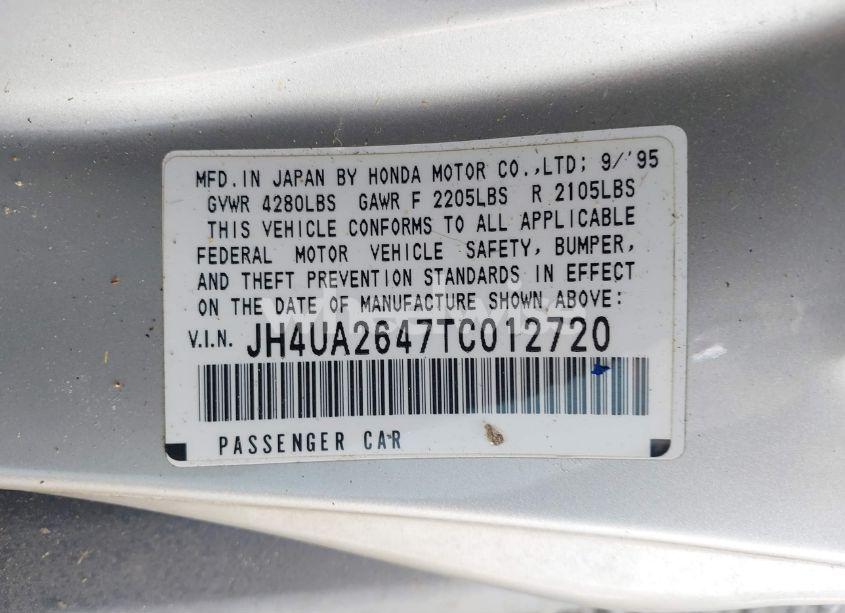 MFD. IN JAPAN BY HONDA MOTOR CO.,LTD; 9/'95
GVWR 4280LBS GAWR F 2205LBS R 2105LBS
THIS VEHICLE CONFORMS TO ALL APPLICABLE
FEDERAL MOTOR VEHICLE SAFETY, BUMPER,
AND THEFT PREVENTION STANDARDS IN EFFECT
ON THE DATE OF MANUFACTURE SHOWN ABOVE:
V.I.N. JH4UA2647TC012720
PASSENGER CAR